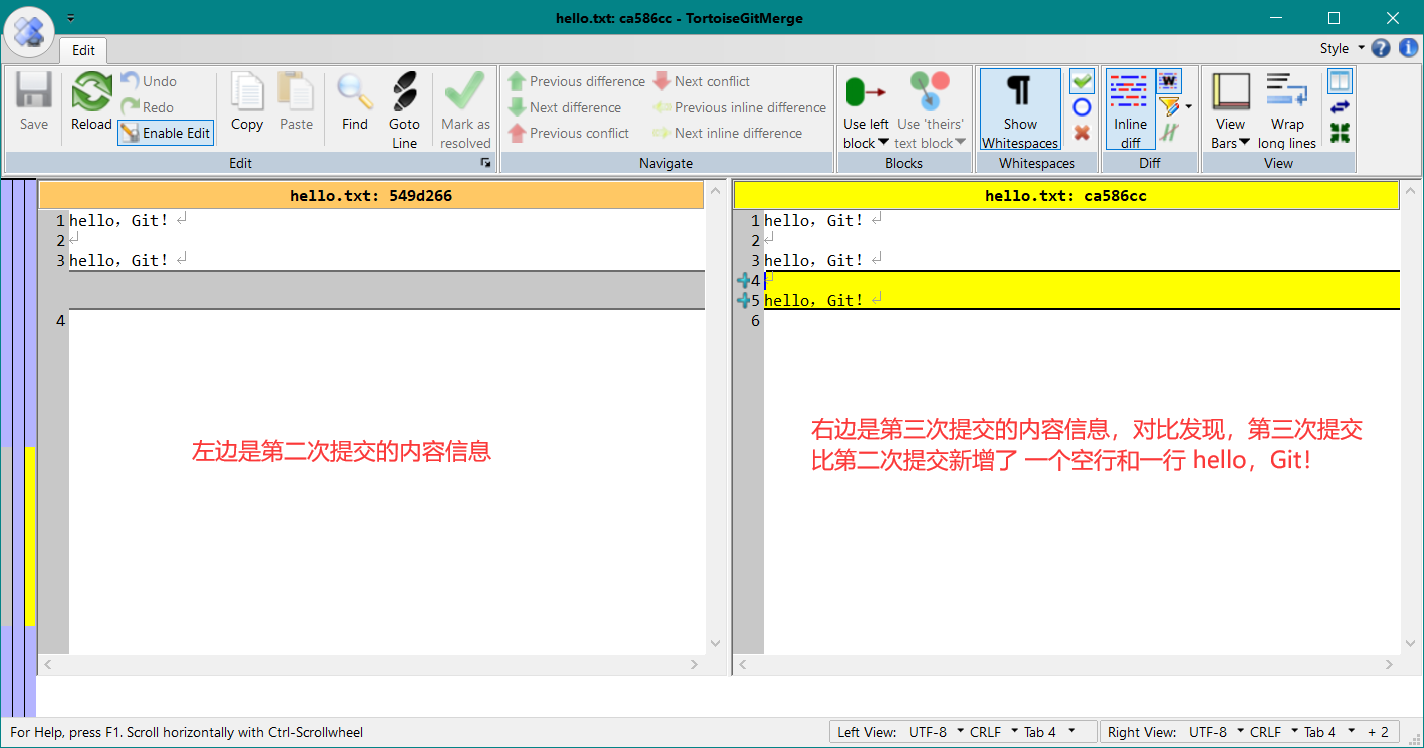 hello.txt: ca586cc - TortoiseGitMerge
Edit
Style
Save
Reload
Undo
Redo
Enable Edit
Copy
Paste
Find
Goto
Line
Mark as
resolved
Edit
Previous difference
Next difference
Previous conflict
Next conflict
Previous inline difference
Next inline difference
Navigate
Use left
block
Use 'theirs'
text block
Blocks
Show
Whitespaces
Whitespaces
Inline
diff
Diff
View
Bars
Wrap
long lines
View
hello.txt: 549d266
1 hello，Git！
2
3 hello，Git！
4
左边是第二次提交的内容信息
hello.txt: ca586cc
1 hello，Git！
2
3 hello，Git！
4
5 hello，Git！
6
右边是第三次提交的内容信息，对比发现，第三次提交
比第二次提交新增了 一个空行和一行 hello，Git！
For Help, press F1. Scroll horizontally with Ctrl-Scrollwheel
Left View: UTF-8 CRLF Tab 4
Right View: UTF-8 CRLF Tab 4 + 2